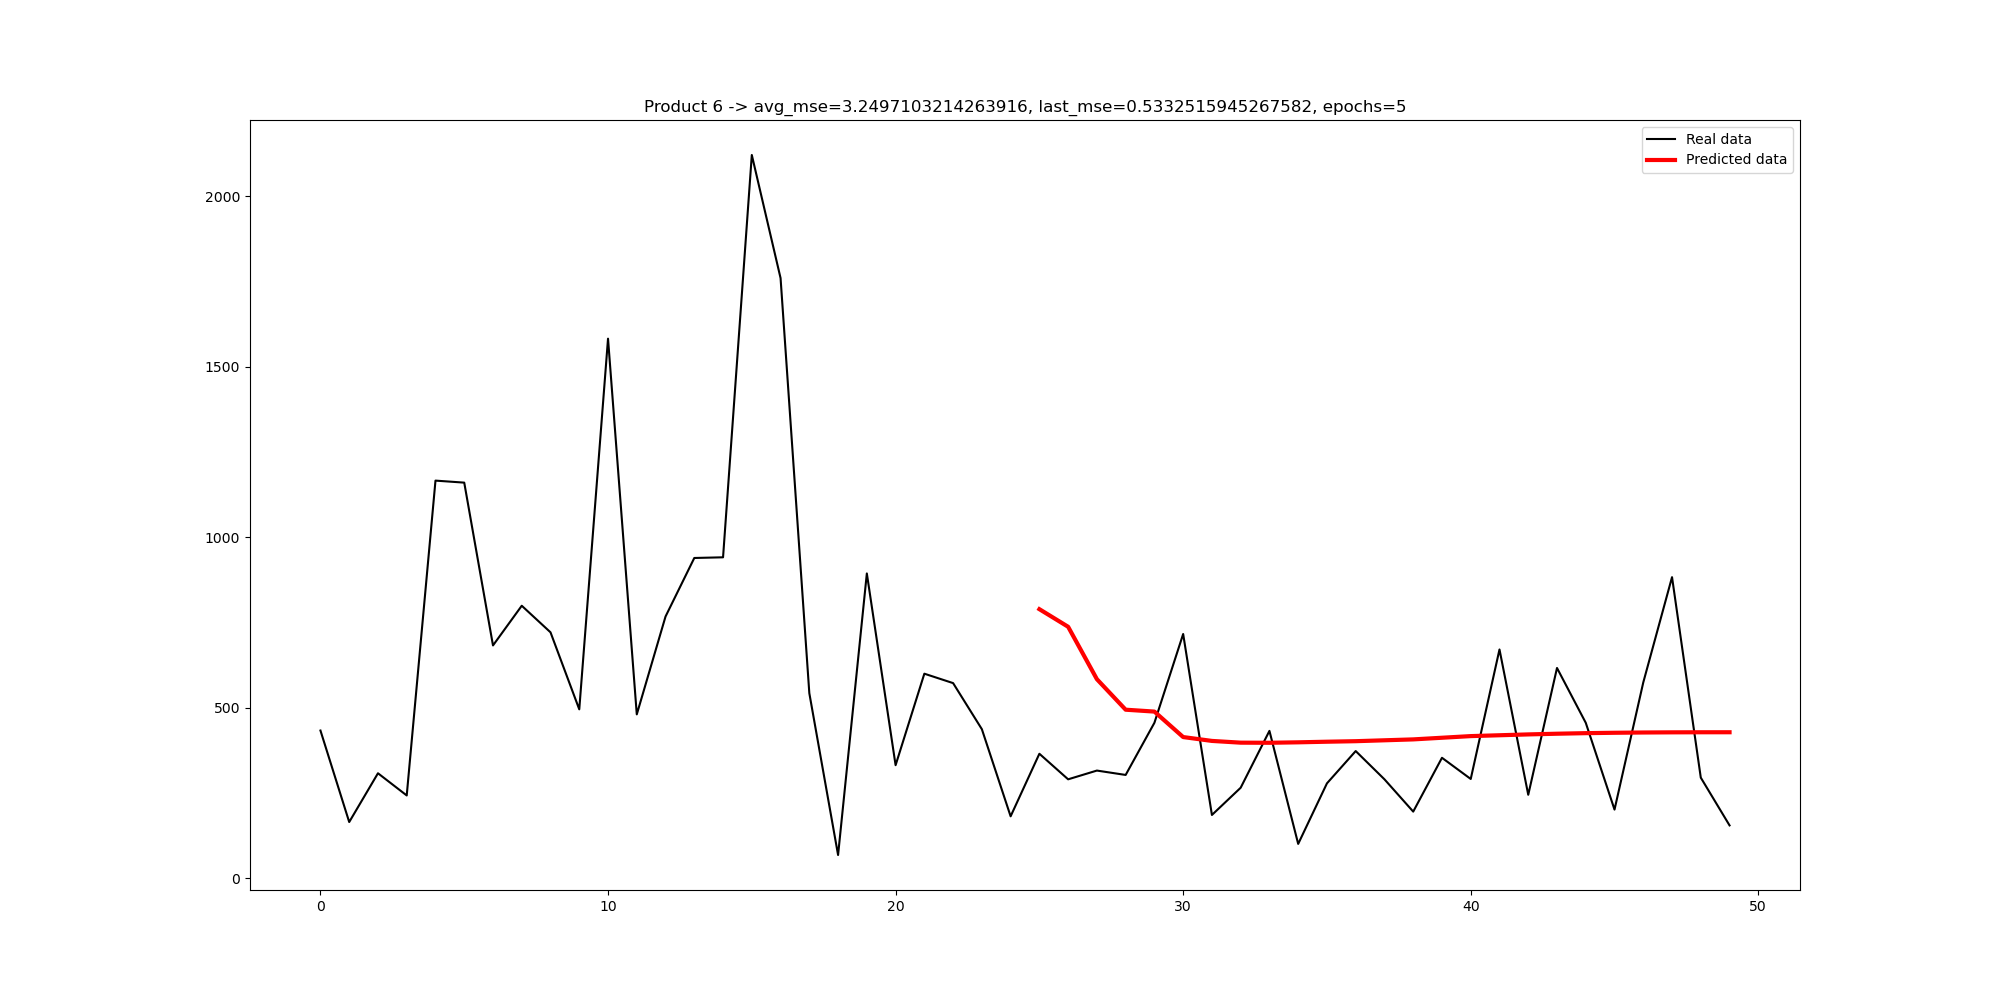 Product 6 -> avg_mse=3.2497103214263916, last_mse=0.5332515945267582, epochs=5
Real data
Predicted data
2000
1500
1000
500
0
0 10 20 30 40 50